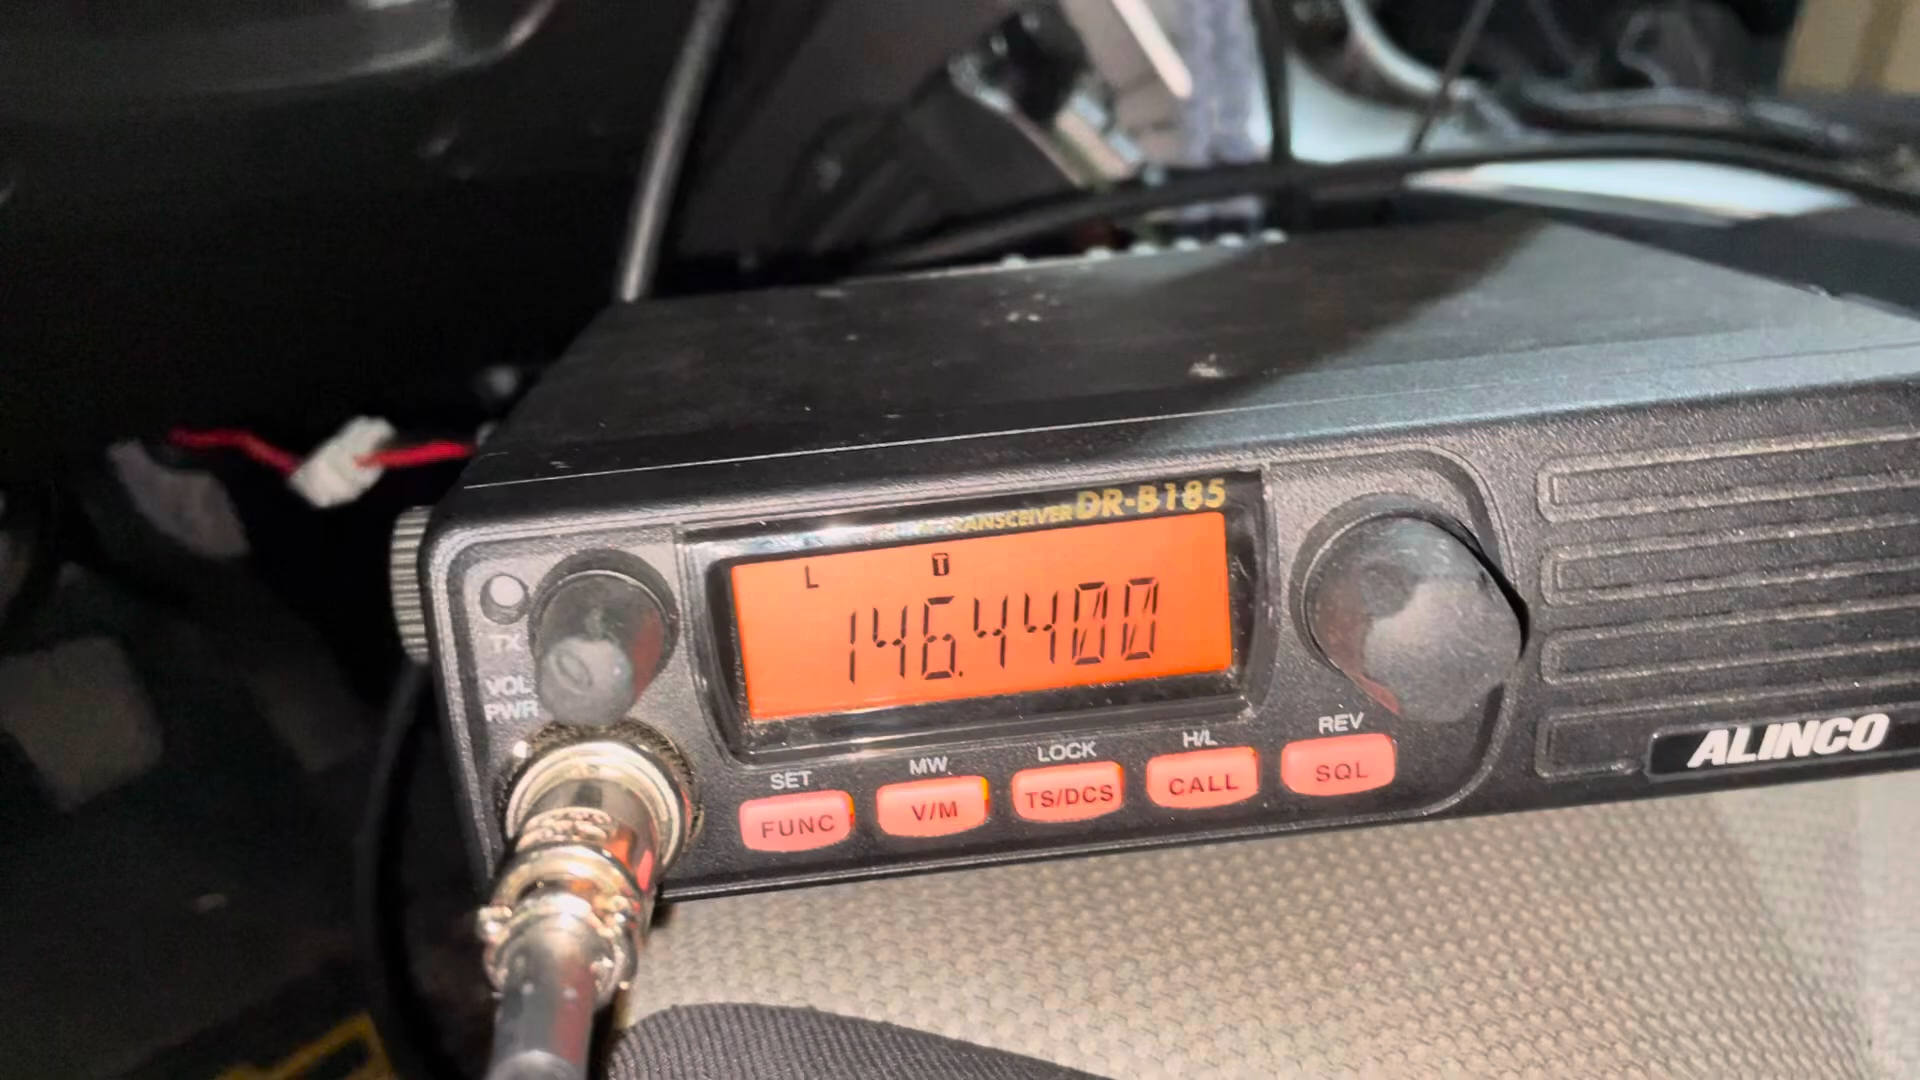 TRANSCEIVER DR-B185
L T
146.4400
TX
VOL
PWR
SET MW LOCK H/L REV
FUNC V/M TS/DCS CALL SQL
ALINCO